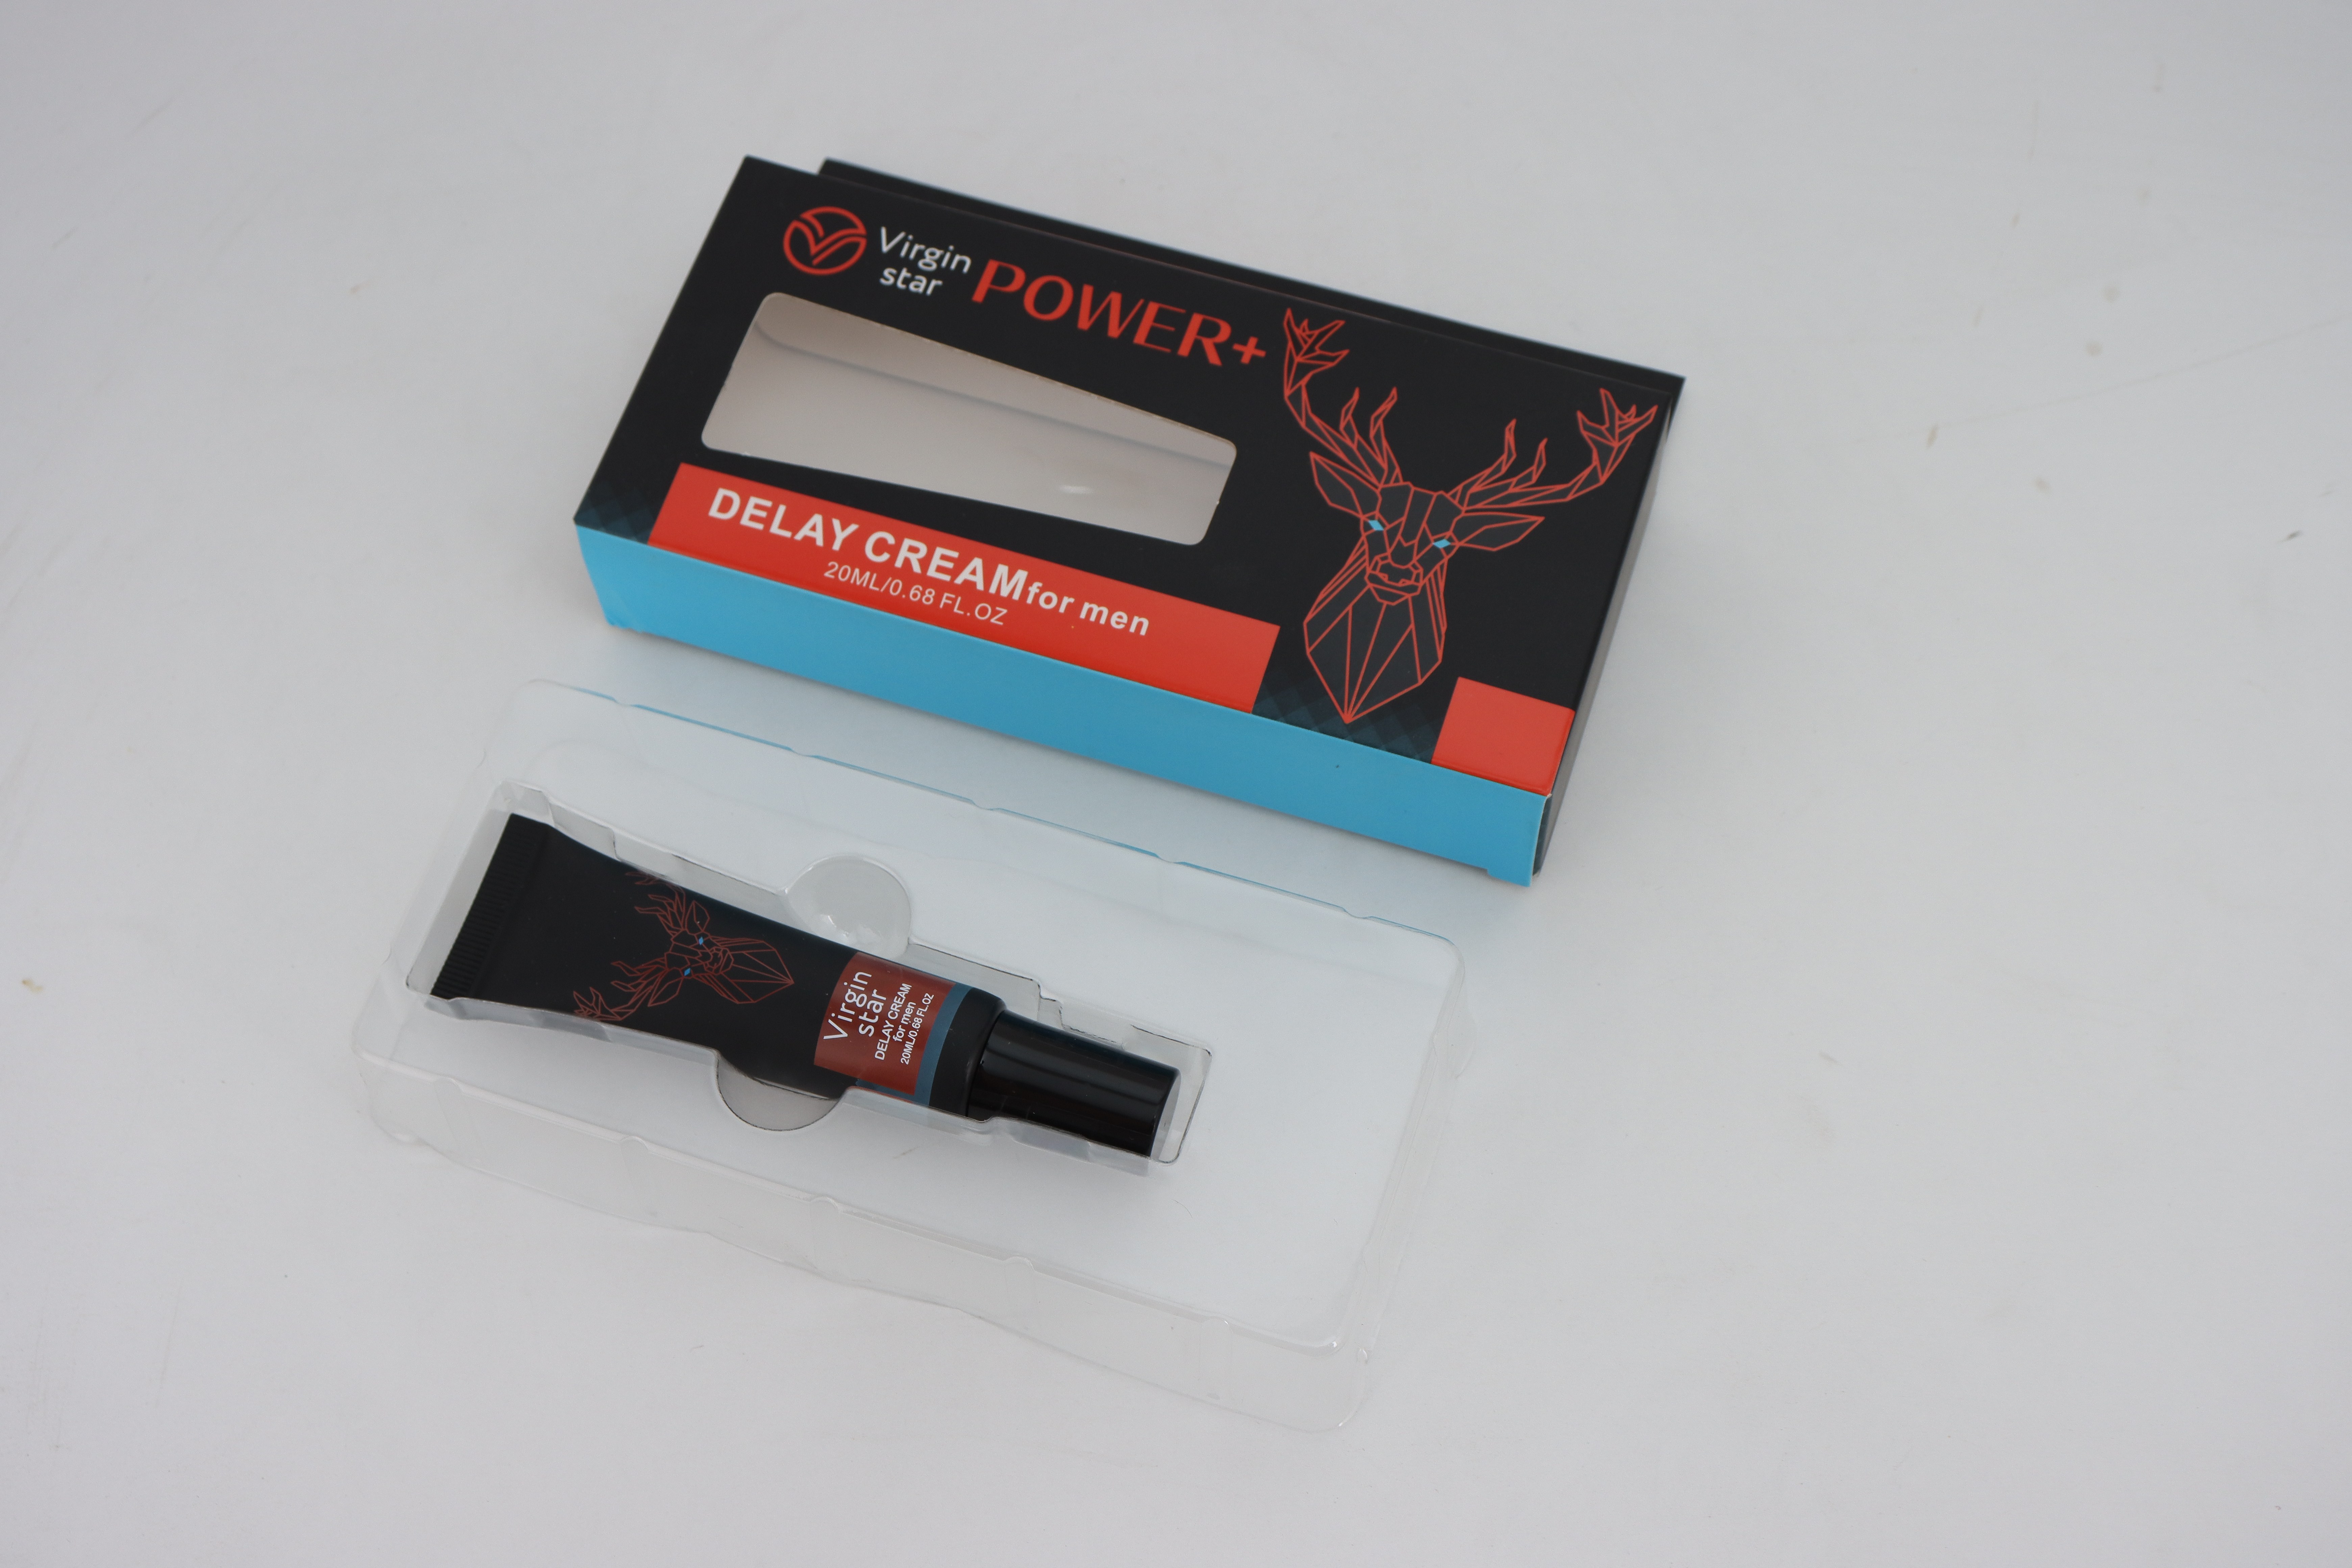 Virgin
star
POWER+
DELAY CREAM for men
20ML/0.68 FL.OZ
Virgin
star
DELAY CREAM
for men
20ML/0.68 FL.OZ